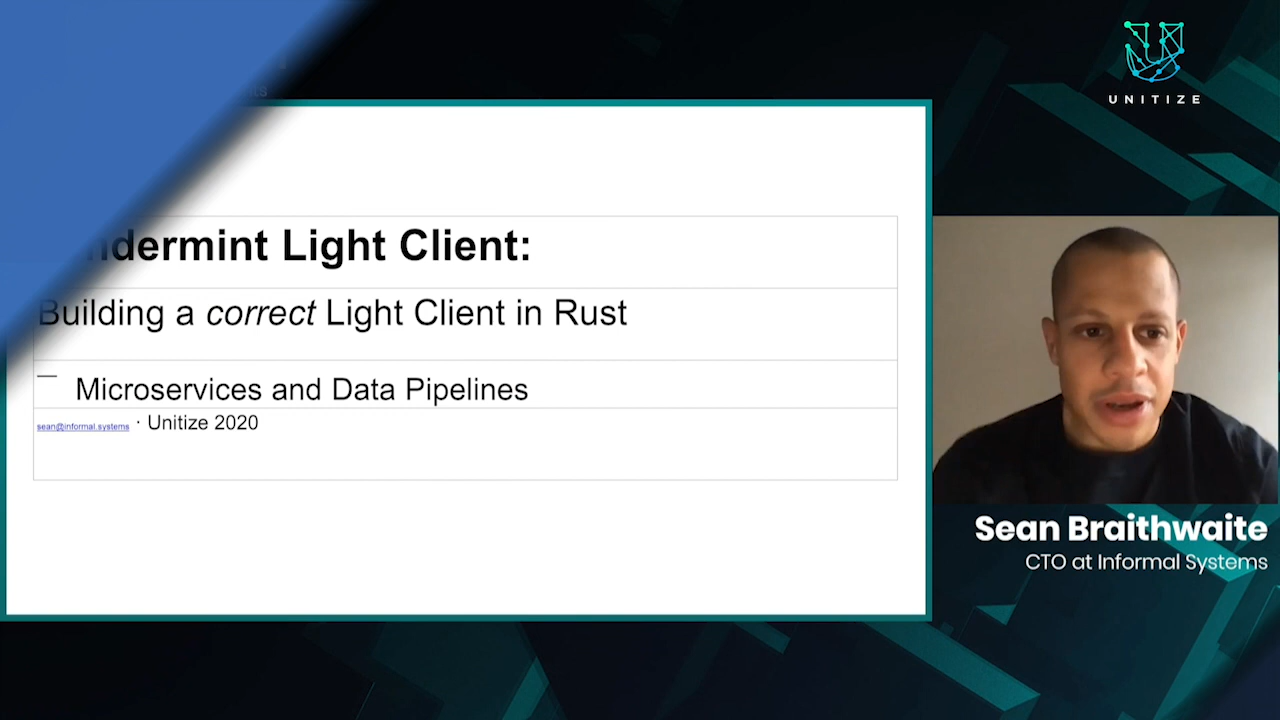 UNITIZE
ndermint Light Client:
Building a correct Light Client in Rust
— Microservices and Data Pipelines
sean@informal.systems · Unitize 2020
Sean Braithwaite
CTO at Informal Systems